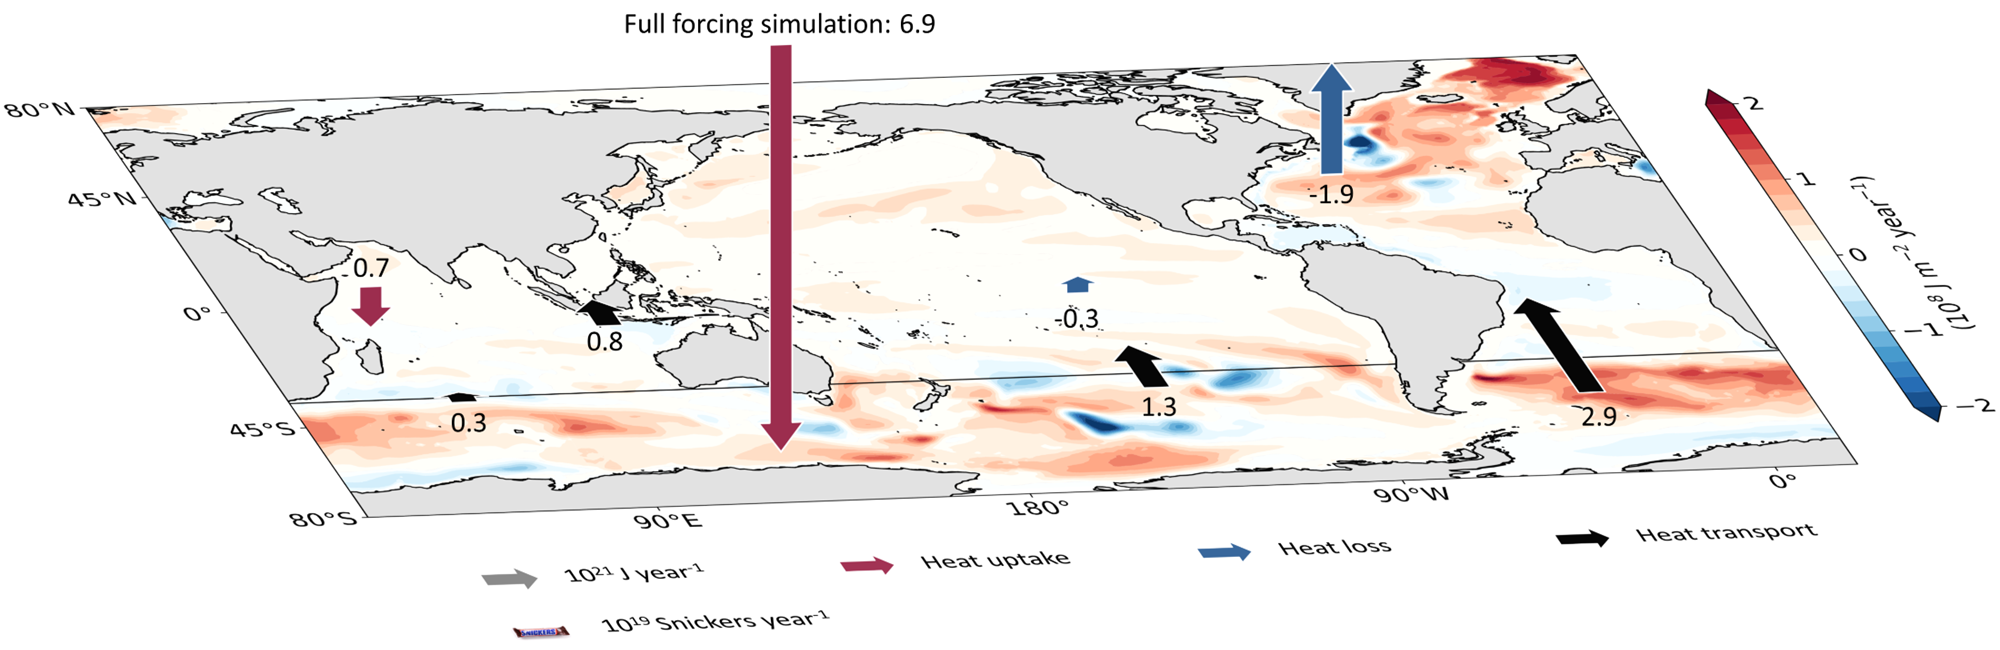 Full forcing simulation: 6.9
80°N
45°N
0°
45°S
80°S
90°E
180°
90°W
0°
0.7
0.8
0.3
-0.3
1.3
-1.9
2.9
2
1
0
−1
−2
(10⁸ J m⁻² year⁻¹)
10²¹ J year⁻¹
Heat uptake
Heat loss
Heat transport
SNICKERS
10¹⁹ Snickers year⁻¹